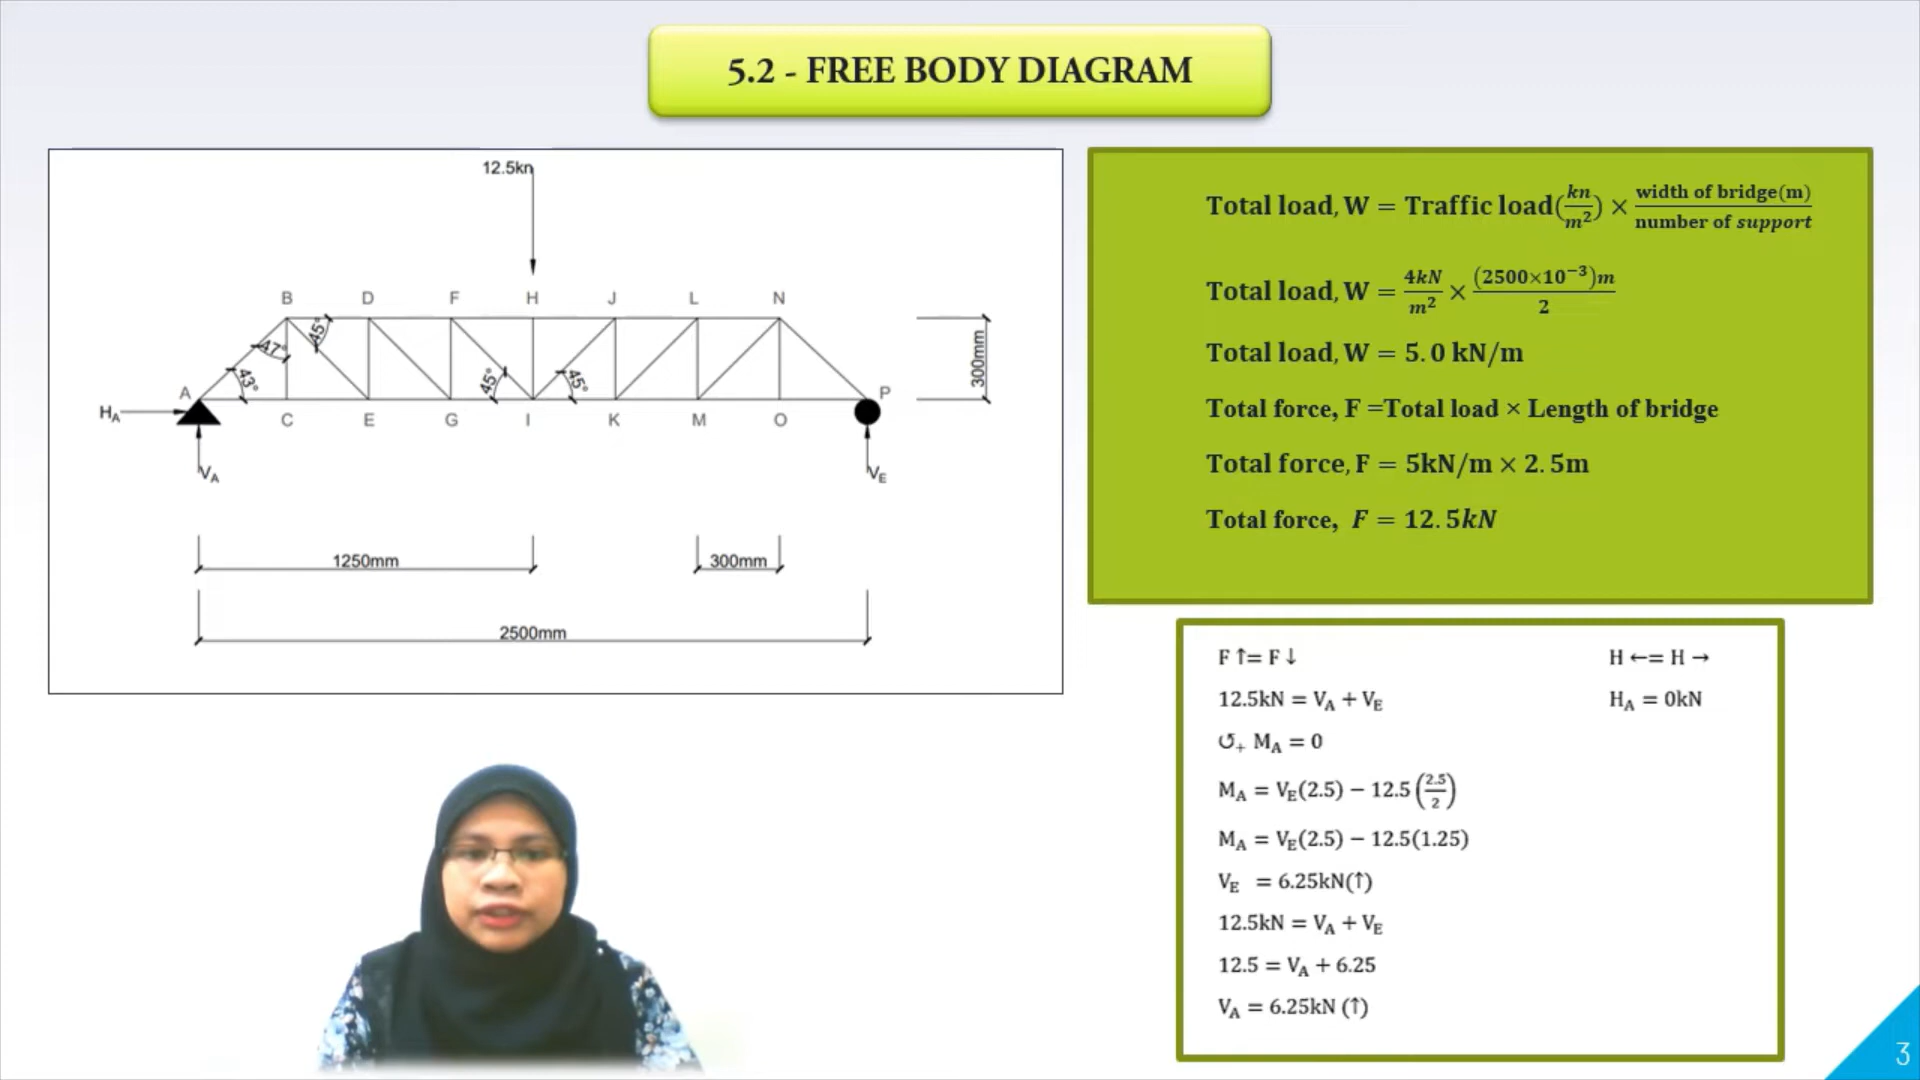 5.2 - FREE BODY DIAGRAM
12.5kn
B D F H J L N
45°
47°
43°
45°
45°
300mm
A
P
H_A
C E G I K M O
V_A
V_E
1250mm
300mm
2500mm
Total load, W = Traffic load(kn/m²) × width of bridge(m)/number of support
Total load, W = 4kN/m² × (2500×10⁻³)m/2
Total load, W = 5.0 kN/m
Total force, F =Total load × Length of bridge
Total force, F = 5kN/m × 2.5m
Total force, F = 12.5kN
F ↑= F ↓
H ←= H →
12.5kN = V_A + V_E
H_A = 0kN
↺₊ M_A = 0
M_A = V_E(2.5) − 12.5(2.5/2)
M_A = V_E(2.5) − 12.5(1.25)
V_E = 6.25kN(↑)
12.5kN = V_A + V_E
12.5 = V_A + 6.25
V_A = 6.25kN (↑)
3